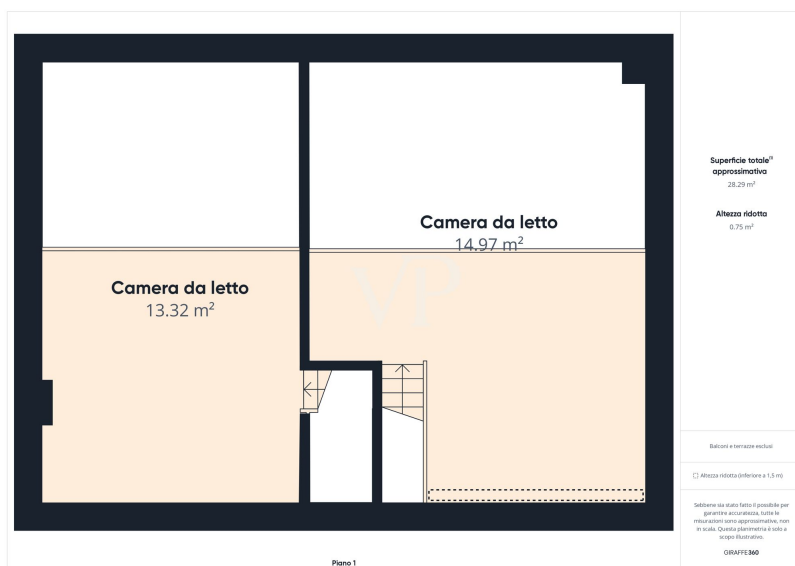 Camera da letto
14.97 m²
Camera da letto
13.32 m²
VP
Piano 1
Superficie totale⁽¹⁾
approssimativa
28.29 m²
Altezza ridotta
0.75 m²
Balconi e terrazze esclusi
Altezza ridotta (inferiore a 1,5 m)
Sebbene sia stato fatto il possibile per
garantire accuratezza, tutte le
misurazioni sono approssimative, non
in scala. Questa planimetria è solo a
scopo illustrativo.
GIRAFFE360